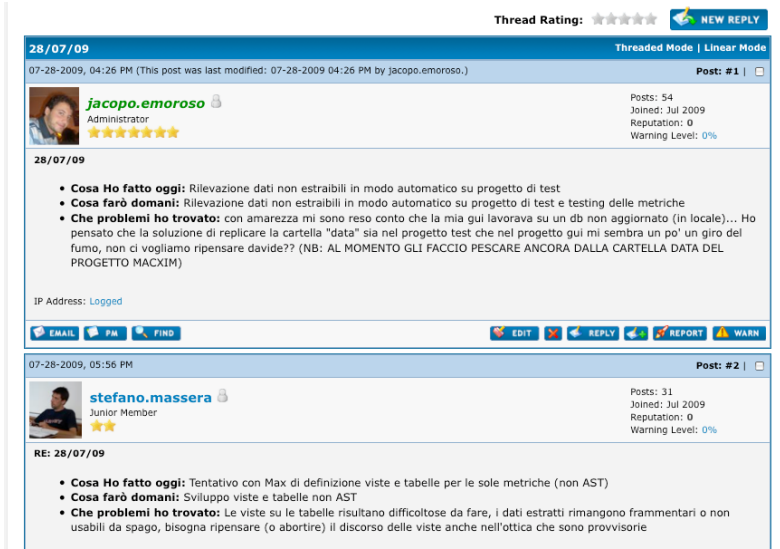 Thread Rating: NEW REPLY
28/07/09 Threaded Mode | Linear Mode
07-28-2009, 04:26 PM (This post was last modified: 07-28-2009 04:26 PM by jacopo.emoroso.) Post: #1 |
jacopo.emoroso
Administrator
Posts: 54
Joined: Jul 2009
Reputation: 0
Warning Level: 0%
28/07/09
• Cosa Ho fatto oggi: Rilevazione dati non estraibili in modo automatico su progetto di test
• Cosa farò domani: Rilevazione dati non estraibili in modo automatico su progetto di test e testing delle metriche
• Che problemi ho trovato: con amarezza mi sono reso conto che la mia gui lavorava su un db non aggiornato (in locale)... Ho
pensato che la soluzione di replicare la cartella "data" sia nel progetto test che nel progetto gui mi sembra un po' un giro del
fumo, non ci vogliamo ripensare davide?? (NB: AL MOMENTO GLI FACCIO PESCARE ANCORA DALLA CARTELLA DATA DEL
PROGETTO MACXIM)
IP Address: Logged
EMAIL PM FIND EDIT REPLY REPORT WARN
07-28-2009, 05:56 PM Post: #2 |
stefano.massera
Junior Member
Posts: 31
Joined: Jul 2009
Reputation: 0
Warning Level: 0%
RE: 28/07/09
• Cosa Ho fatto oggi: Tentativo con Max di definizione viste e tabelle per le sole metriche (non AST)
• Cosa farò domani: Sviluppo viste e tabelle non AST
• Che problemi ho trovato: Le viste su le tabelle risultano difficoltose da fare, i dati estratti rimangono frammentari o non
usabili da spago, bisogna ripensare (o abortire) il discorso delle viste anche nell'ottica che sono provvisorie